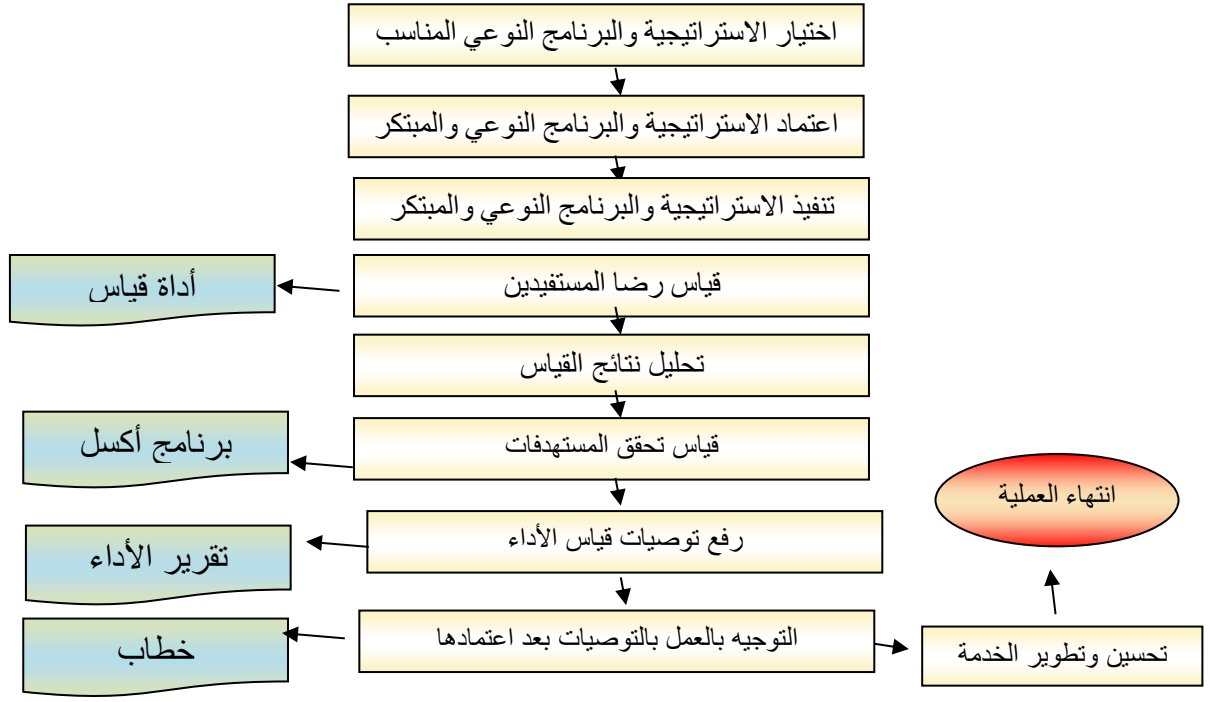 اختيار الاستراتيجية والبرنامج النوعي المناسب
اعتماد الاستراتيجية والبرنامج النوعي والمبتكر
تنفيذ الاستراتيجية والبرنامج النوعي والمبتكر
قياس رضا المستفيدين
أداة قياس
تحليل نتائج القياس
قياس تحقق المستهدفات
برنامج أكسل
رفع توصيات قياس الأداء
تقرير الأداء
التوجيه بالعمل بالتوصيات بعد اعتمادها
خطاب
تحسين وتطوير الخدمة
انتهاء العملية